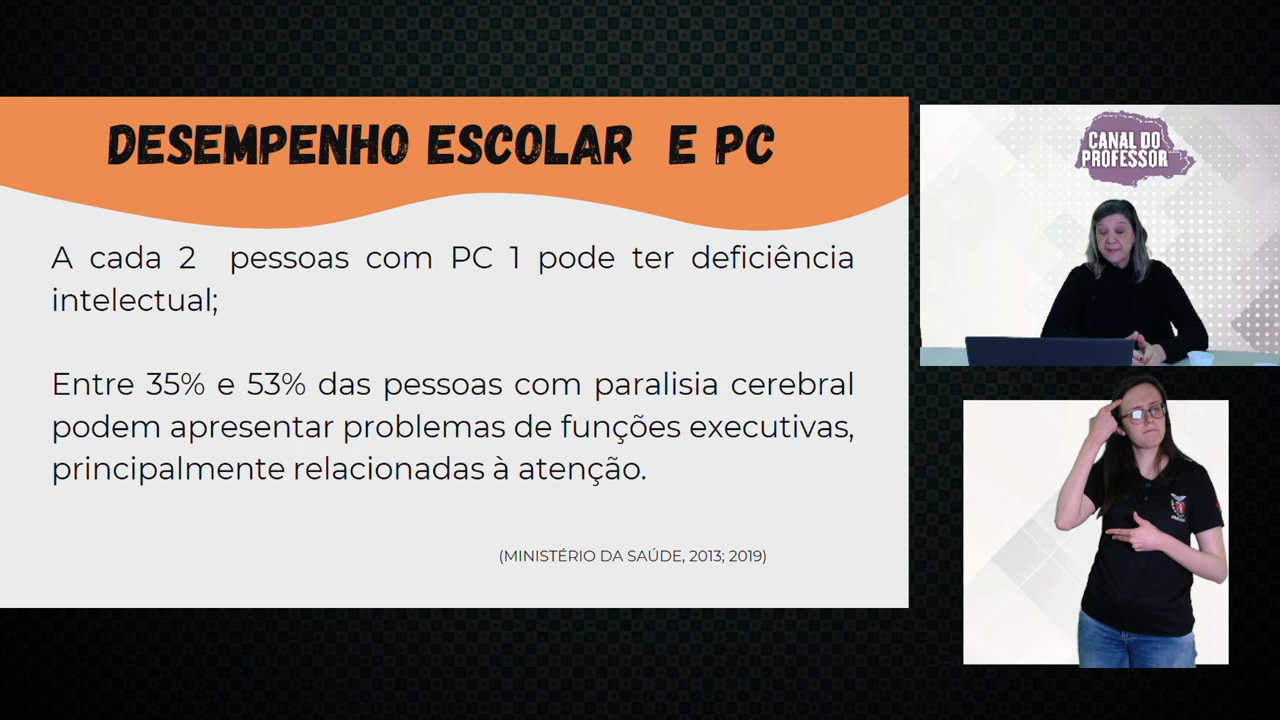 DESEMPENHO ESCOLAR E PC
A cada 2 pessoas com PC 1 pode ter deficiência
intelectual;
Entre 35% e 53% das pessoas com paralisia cerebral
podem apresentar problemas de funções executivas,
principalmente relacionadas à atenção.
(MINISTÉRIO DA SAÚDE, 2013; 2019)
CANAL DO
PROFESSOR